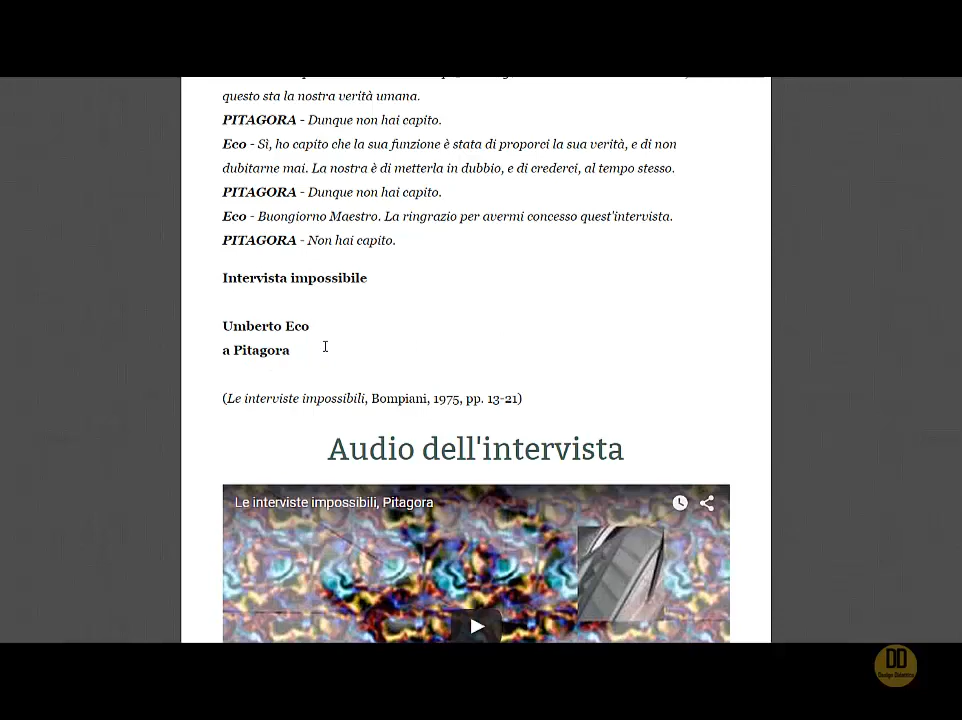 questo sta la nostra verità umana.
PITAGORA - Dunque non hai capito.
Eco - Sì, ho capito che la sua funzione è stata di proporci la sua verità, e di non
dubitarne mai. La nostra è di metterla in dubbio, e di crederci, al tempo stesso.
PITAGORA - Dunque non hai capito.
Eco - Buongiorno Maestro. La ringrazio per avermi concesso quest'intervista.
PITAGORA - Non hai capito.
Intervista impossibile
Umberto Eco
a Pitagora
(Le interviste impossibili, Bompiani, 1975, pp. 13-21)
Audio dell'intervista
Le interviste impossibili, Pitagora
DD